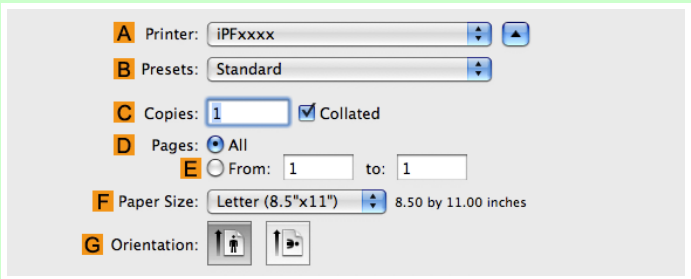 A Printer: iPFxxxx
B Presets: Standard
C Copies: 1 Collated
D Pages: All
E From: 1 to: 1
F Paper Size: Letter (8.5"x11") 8.50 by 11.00 inches
G Orientation: